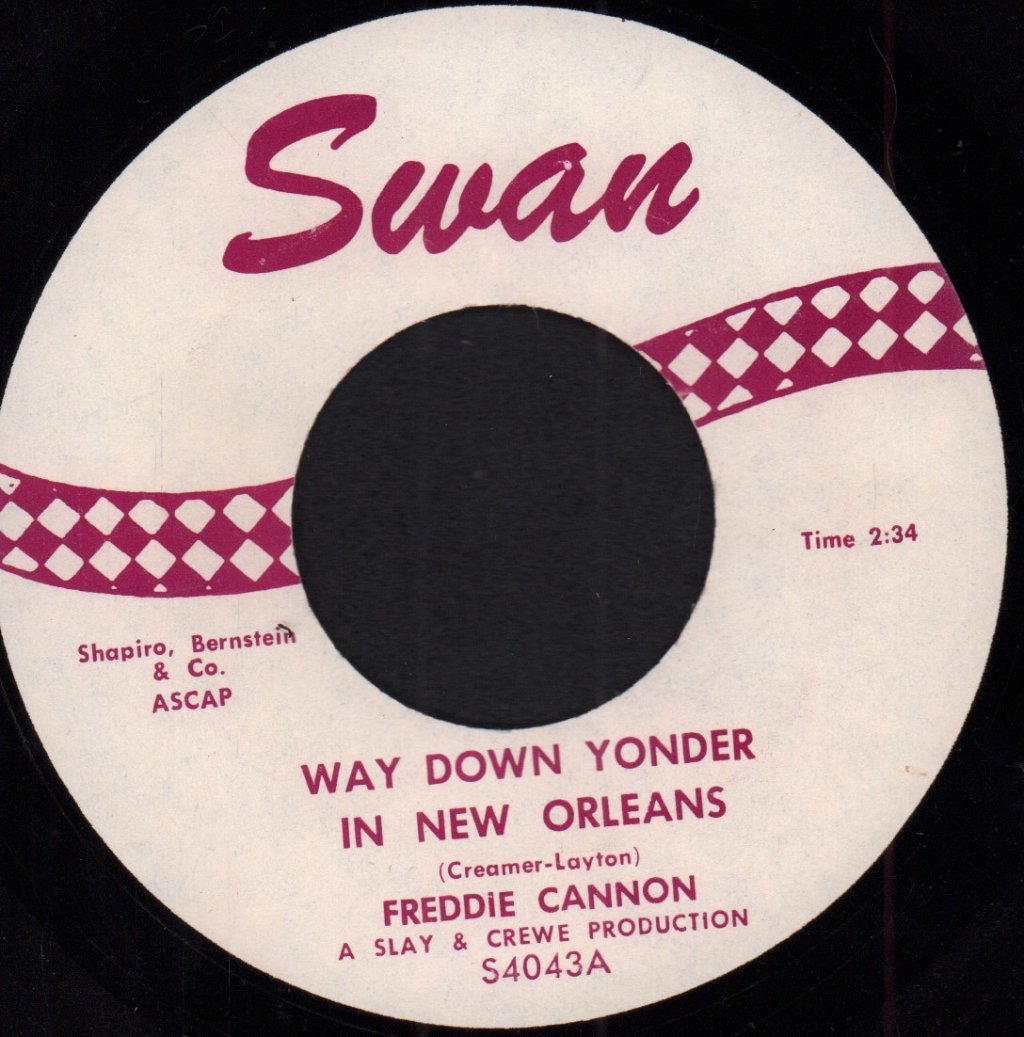 Swan
Time 2:34
Shapiro, Bernstein
& Co.
ASCAP
WAY DOWN YONDER
IN NEW ORLEANS
(Creamer-Layton)
FREDDiE CANNON
A SLAY & CREWE PRODUCTION
S4043A